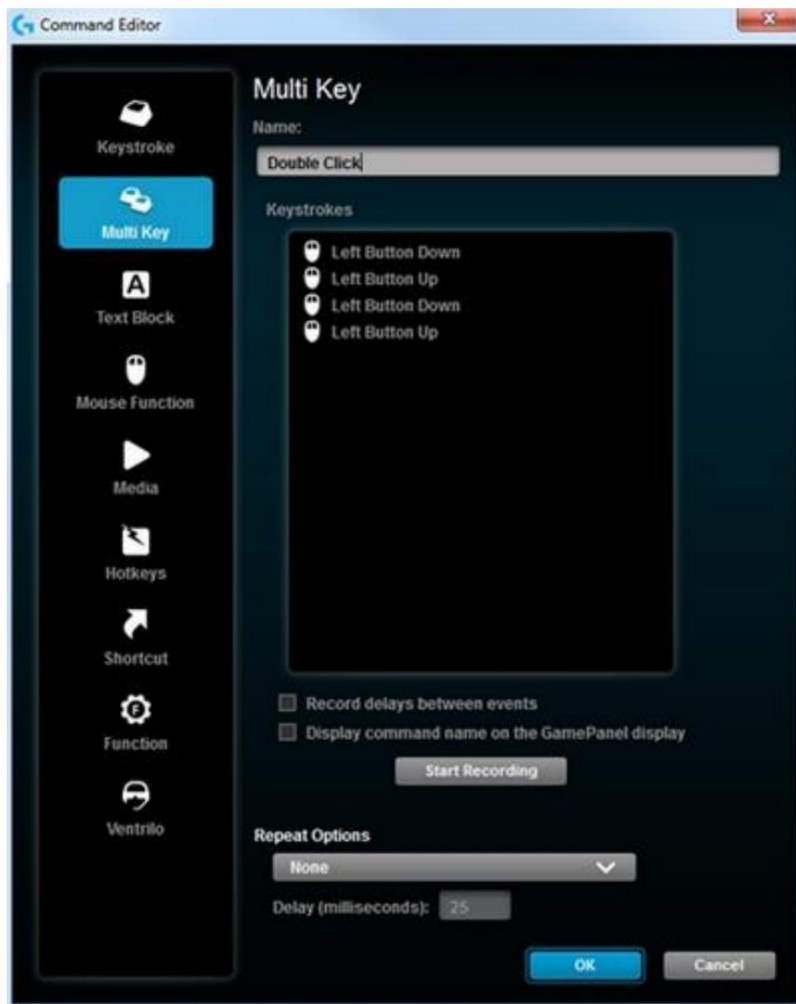 Command Editor
Keystroke
Multi Key
Text Block
Mouse Function
Media
Hotkeys
Shortcut
Function
Ventrilo
Multi Key
Name:
Double Click
Keystrokes
Left Button Down
Left Button Up
Left Button Down
Left Button Up
Record delays between events
Display command name on the GamePanel display
Start Recording
Repeat Options
None
Delay (milliseconds): 25
OK Cancel